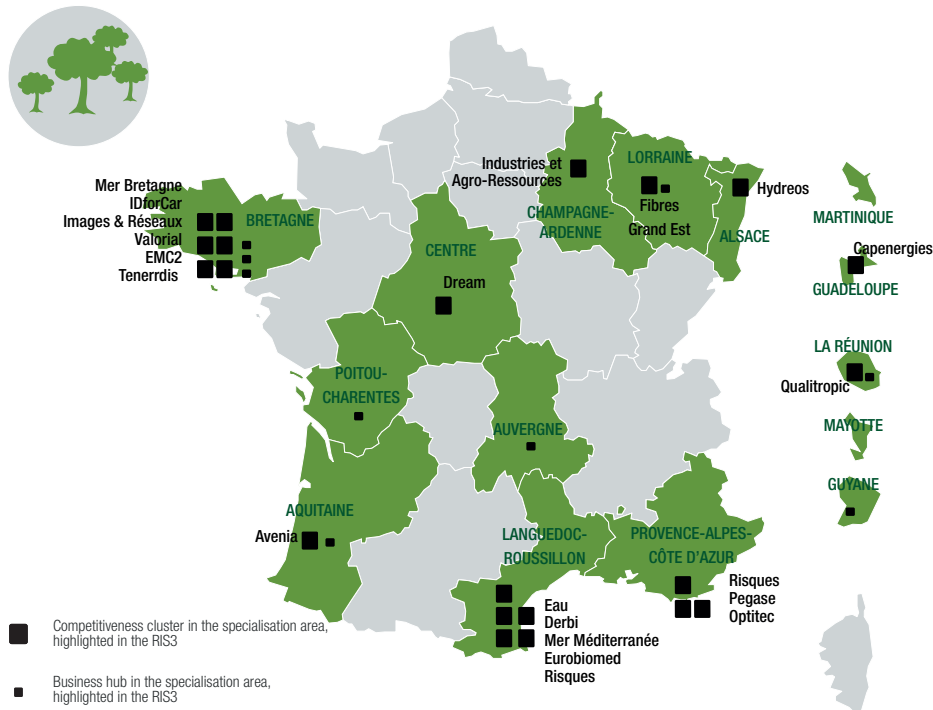 Mer Bretagne
IDforCar
Images & Réseaux
Valorial
EMC2
Tenerrdis
BRETAGNE
Industries et
Agro-Ressources
CHAMPAGNE-
ARDENNE
LORRAINE
Fibres
Grand Est
Hydreos
ALSACE
CENTRE
Dream
POITOU-
CHARENTES
AUVERGNE
AQUITAINE
Avenia
LANGUEDOC-
ROUSSILLON
Eau
Derbi
Mer Méditerranée
Eurobiomed
Risques
PROVENCE-ALPES-
CÔTE D'AZUR
Risques
Pegase
Optitec
MARTINIQUE
Capenergies
GUADELOUPE
LA RÉUNION
Qualitropic
MAYOTTE
GUYANE
Competitiveness cluster in the specialisation area,
highlighted in the RIS3
Business hub in the specialisation area,
highlighted in the RIS3